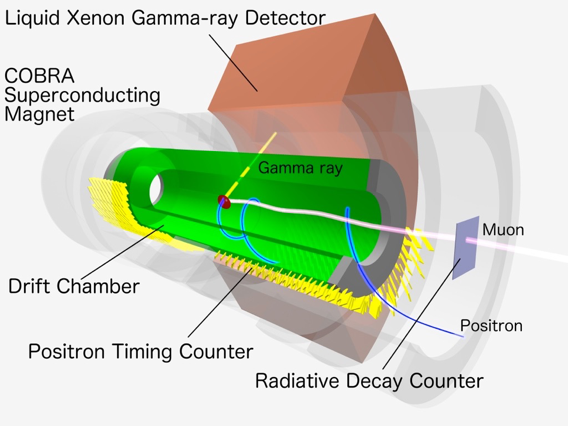 Liquid Xenon Gamma-ray Detector
COBRA
Superconducting
Magnet
Gamma ray
Muon
Drift Chamber
Positron
Positron Timing Counter
Radiative Decay Counter